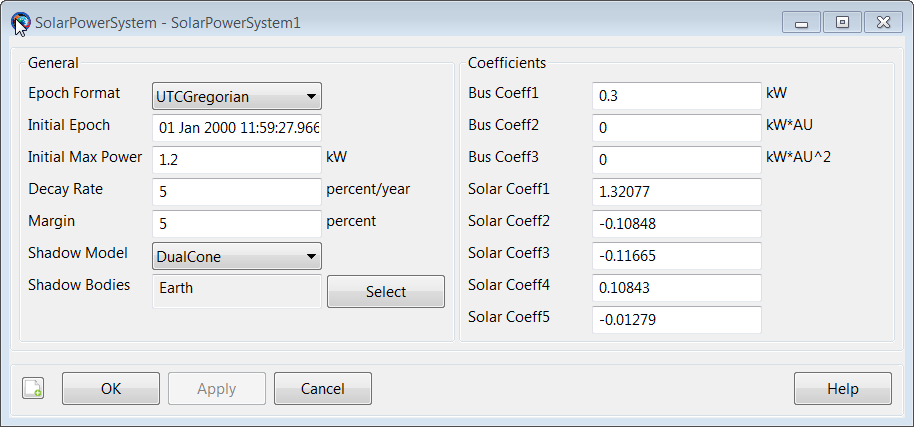 SolarPowerSystem - SolarPowerSystem1
General
Epoch Format UTCGregorian
Initial Epoch 01 Jan 2000 11:59:27.966
Initial Max Power 1.2 kW
Decay Rate 5 percent/year
Margin 5 percent
Shadow Model DualCone
Shadow Bodies Earth Select
Coefficients
Bus Coeff1 0.3 kW
Bus Coeff2 0 kW*AU
Bus Coeff3 0 kW*AU^2
Solar Coeff1 1.32077
Solar Coeff2 -0.10848
Solar Coeff3 -0.11665
Solar Coeff4 0.10843
Solar Coeff5 -0.01279
OK Apply Cancel Help